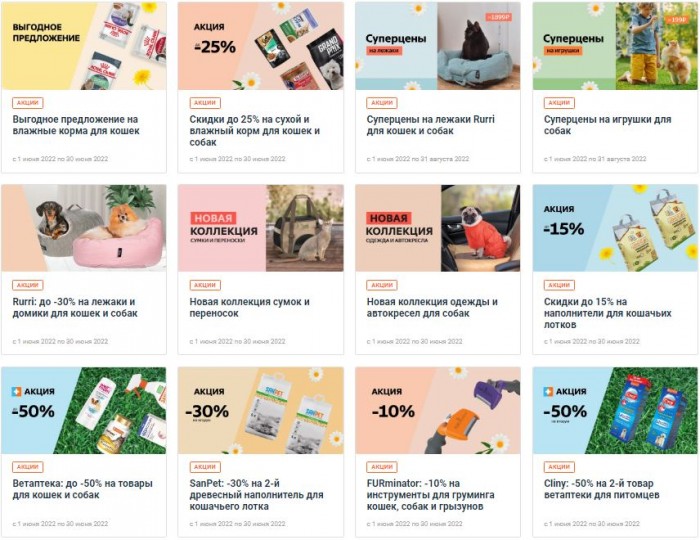 ВЫГОДНОЕ
ПРЕДЛОЖЕНИЕ
ROYAL CANIN
АКЦИИ
Выгодное предложение на
влажные корма для кошек
с 1 июня 2022 по 30 июня 2022
АКЦИЯ
до -25%
GRAND PRIX
АКЦИИ
Скидки до 25% на сухой и
влажный корм для кошек и
собак
с 1 июня 2022 по 30 июня 2022
Суперцены
на лежаки
АКЦИИ
Суперцены на лежаки Rurri
для кошек и собак
с 1 июня 2022 по 31 августа 2022
Суперцены
на игрушки
АКЦИИ
Суперцены на игрушки для
собак
с 1 июня 2022 по 31 августа 2022
АКЦИИ
Rurri: до -30% на лежаки и
домики для кошек и собак
с 1 июня 2022 по 30 июня 2022
НОВАЯ
КОЛЛЕКЦИЯ
СУМКИ И ПЕРЕНОСКИ
АКЦИИ
Новая коллекция сумок и
переносок
с 1 июня 2022 по 30 июня 2022
НОВАЯ
КОЛЛЕКЦИЯ
ОДЕЖДА И АВТОКРЕСЛА
АКЦИИ
Новая коллекция одежды и
автокресел для собак
с 1 июня 2022 по 30 июня 2022
АКЦИЯ
до -15%
АКЦИИ
Скидки до 15% на
наполнители для кошачьих
лотков
с 1 июня 2022 по 30 июня 2022
АКЦИЯ
до -50%
АКЦИИ
Ветаптека: до -50% на товары
для кошек и собак
с 1 июня 2022 по 30 июня 2022
АКЦИЯ
-30%
SANPET
SANPET
АКЦИИ
SanPet: -30% на 2-й
древесный наполнитель для
кошачьего лотка
с 1 июня 2022 по 30 июня 2022
АКЦИЯ
-10%
АКЦИИ
FURminator: -10% на
инструменты для груминга
кошек, собак и грызунов
с 1 июня 2022 по 30 июня 2022
АКЦИЯ
-50%
Cliny
АКЦИИ
Cliny: -50% на 2-й товар
ветаптеки для питомцев
с 1 июня 2022 по 30 июня 2022